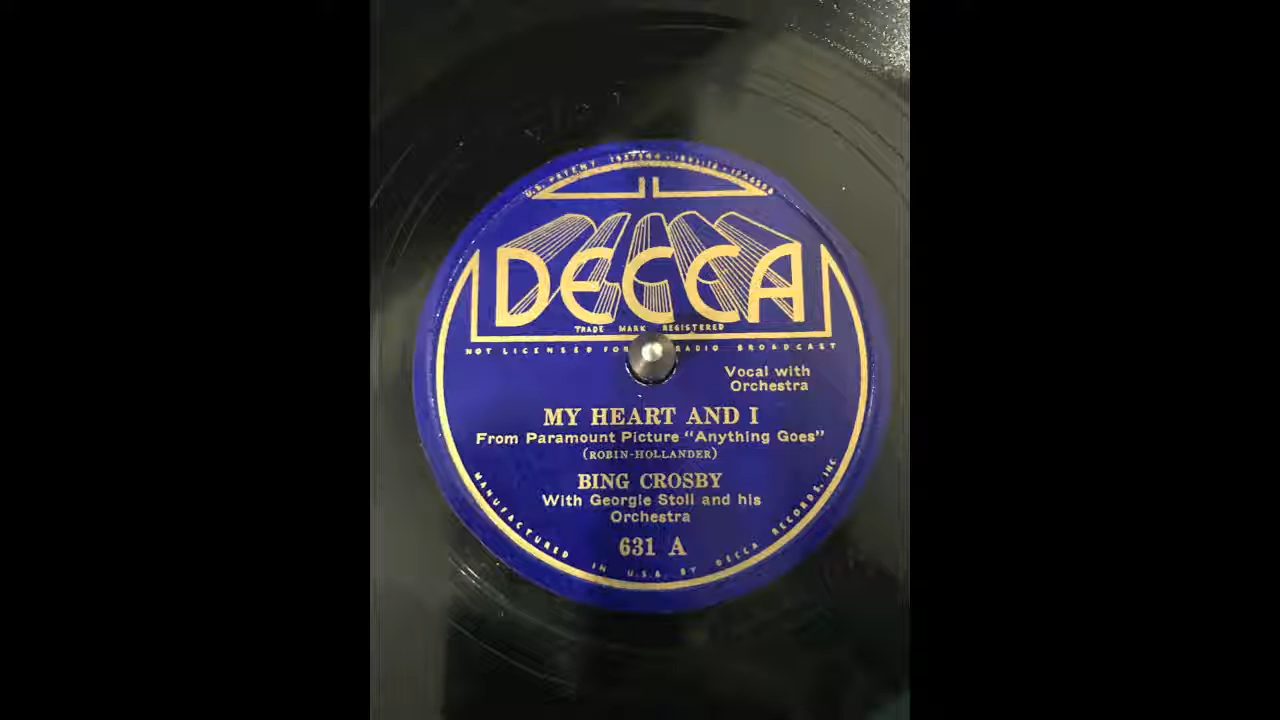 U.S. PATENT
DECCA
TRADE MARK REGISTERED
NOT LICENSED FOR RADIO BROADCAST
Vocal with
Orchestra
MY HEART AND I
From Paramount Picture "Anything Goes"
(ROBIN-HOLLANDER)
BING CROSBY
With Georgie Stoll and his
Orchestra
631 A
MANUFACTURED IN U.S.A. BY DECCA RECORDS, INC.